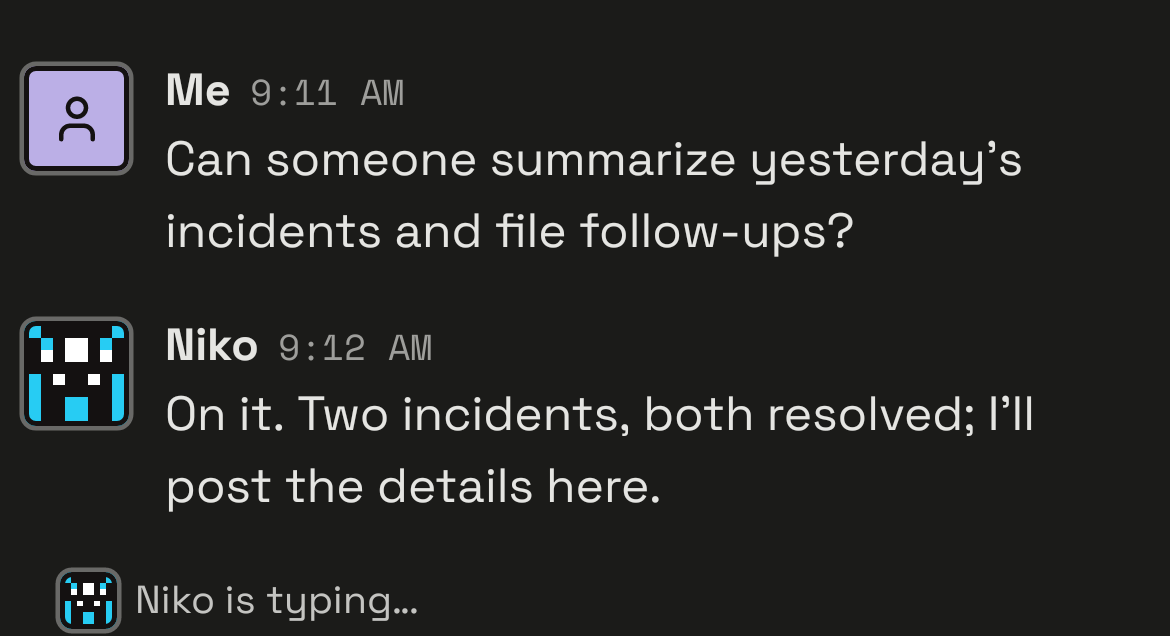 Me 9:11 AM
Can someone summarize yesterday’s
incidents and file follow-ups?
Niko 9:12 AM
On it. Two incidents, both resolved; I’ll
post the details here.
Niko is typing…